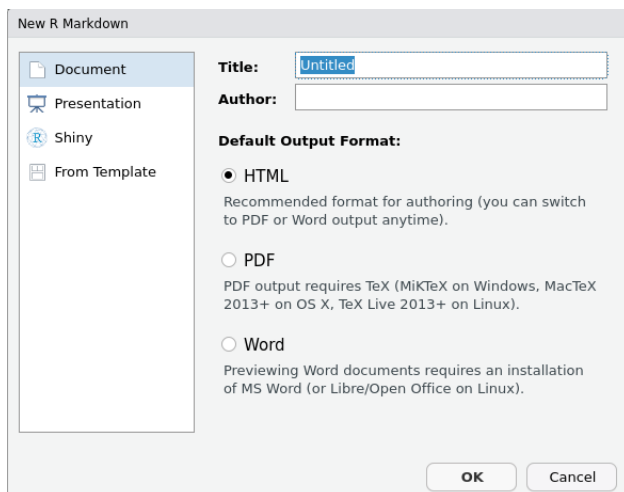 New R Markdown
Document
Presentation
R Shiny
From Template
Title: Untitled
Author:
Default Output Format:
HTML
Recommended format for authoring (you can switch
to PDF or Word output anytime).
PDF
PDF output requires TeX (MiKTeX on Windows, MacTeX
2013+ on OS X, TeX Live 2013+ on Linux).
Word
Previewing Word documents requires an installation
of MS Word (or Libre/Open Office on Linux).
OK Cancel